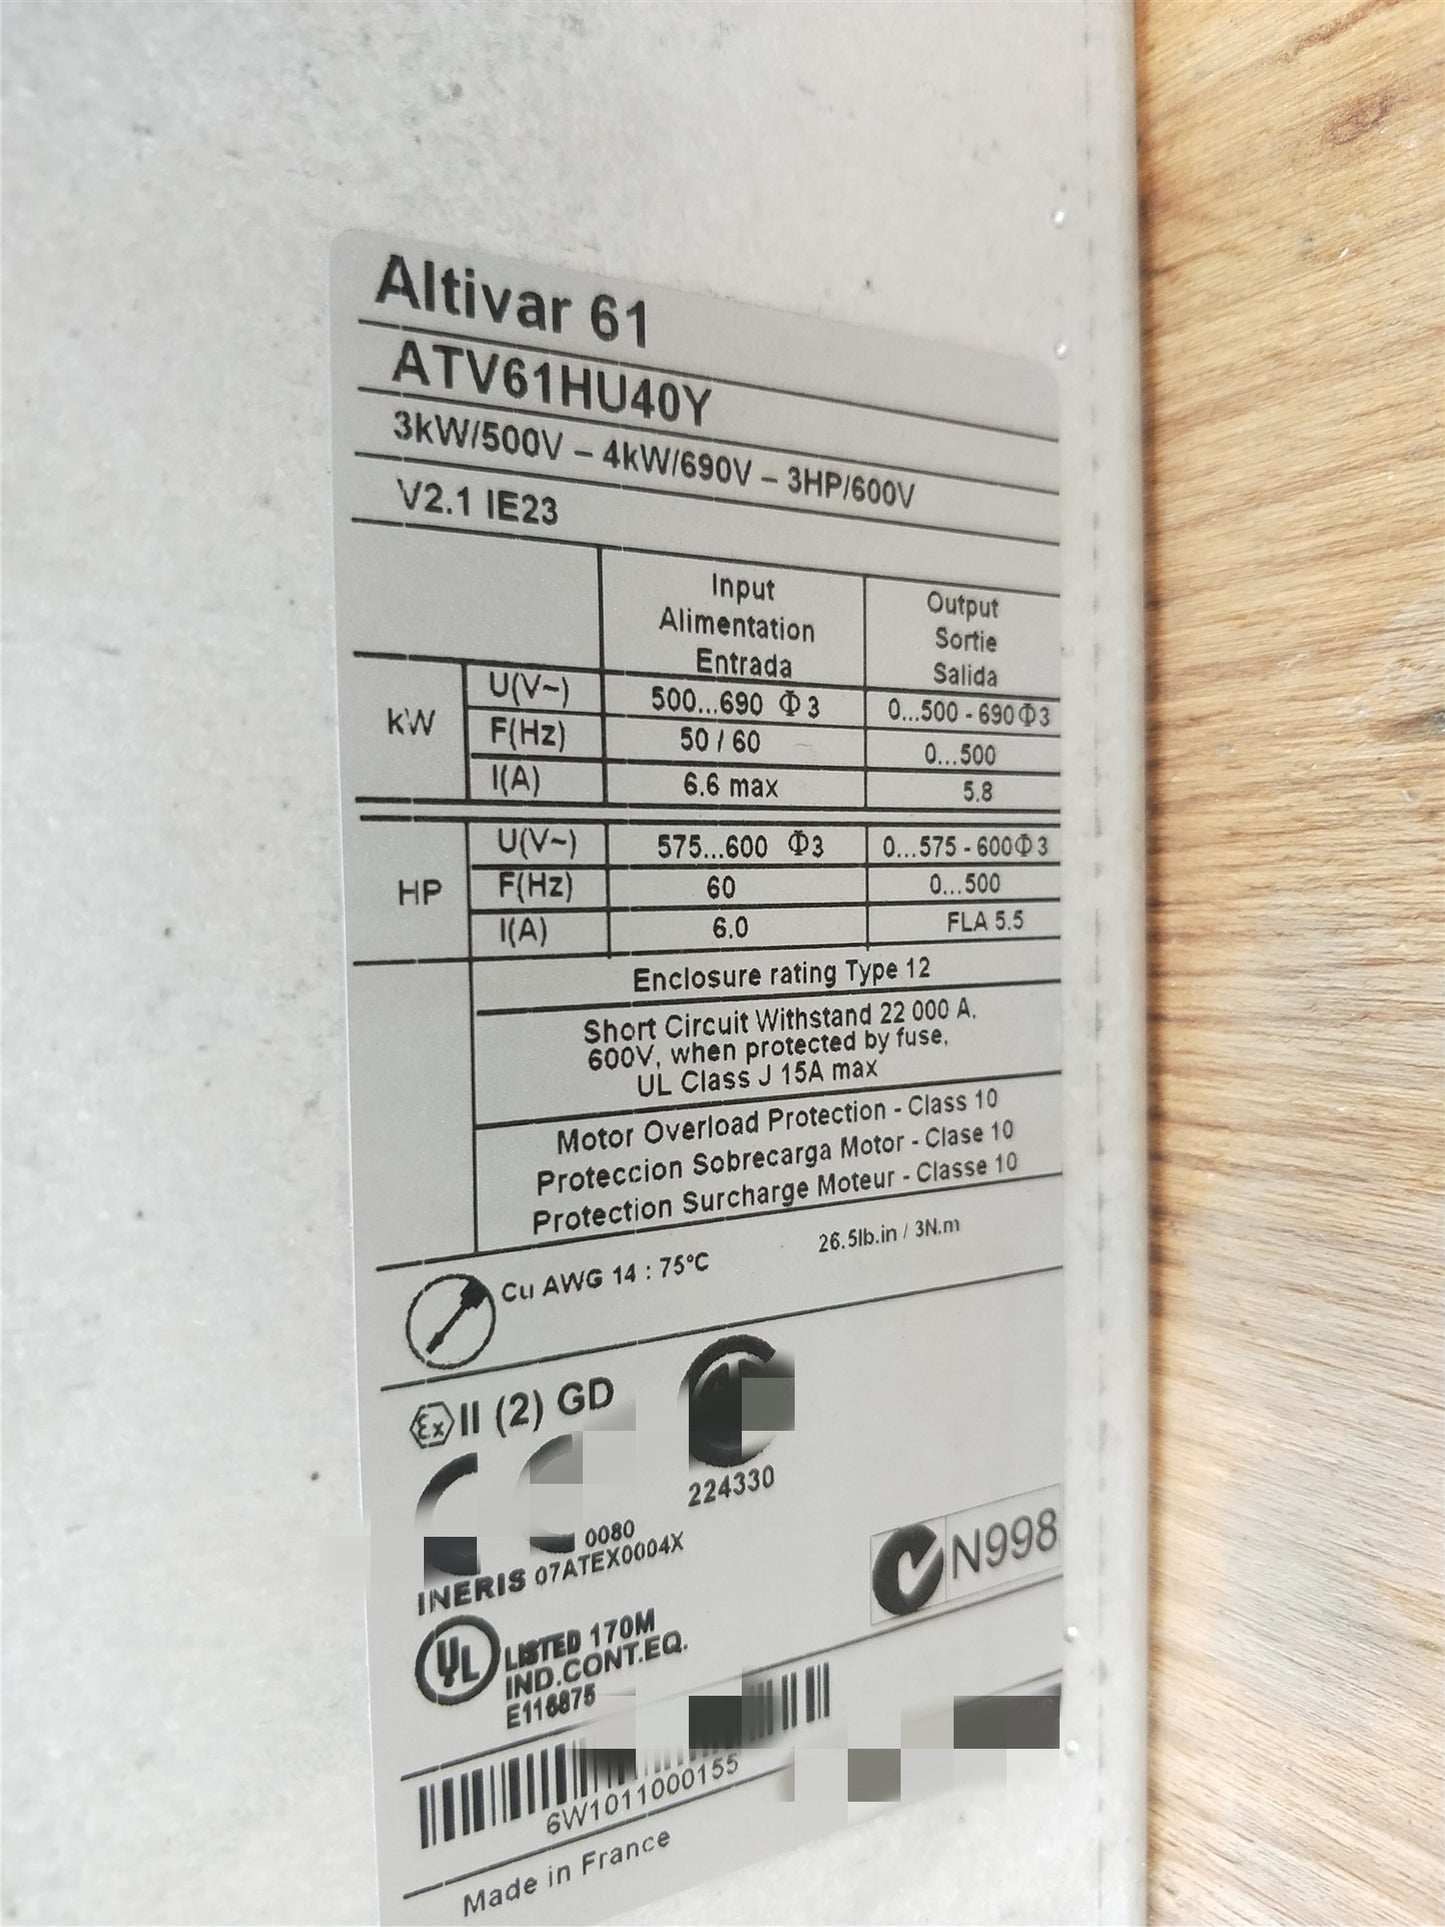 Altivar 61
ATV61HU40Y
3kW/500V – 4kW/690V – 3HP/600V
V2.1 IE23
Input
Alimentation
Entrada
Output
Sortie
Salida
kW
U(V~) 500...690 Φ3 0...500 - 690Φ3
F(Hz) 50 / 60 0...500
I(A) 6.6 max 5.8
HP
U(V~) 575...600 Φ3 0...575 - 600Φ3
F(Hz) 60 0...500
I(A) 6.0 FLA 5.5
Enclosure rating Type 12
Short Circuit Withstand 22 000 A,
600V, when protected by fuse,
UL Class J 15A max
Motor Overload Protection - Class 10
Proteccion Sobrecarga Motor - Clase 10
Protection Surcharge Moteur - Classe 10
Cu AWG 14 : 75°C 26.5lb.in / 3N.m
Ex II (2) GD
224330
0080
INERIS 07ATEX0004X
N998
UL LISTED 170M
IND.CONT.EQ.
E116875
6W1011000155
Made in France